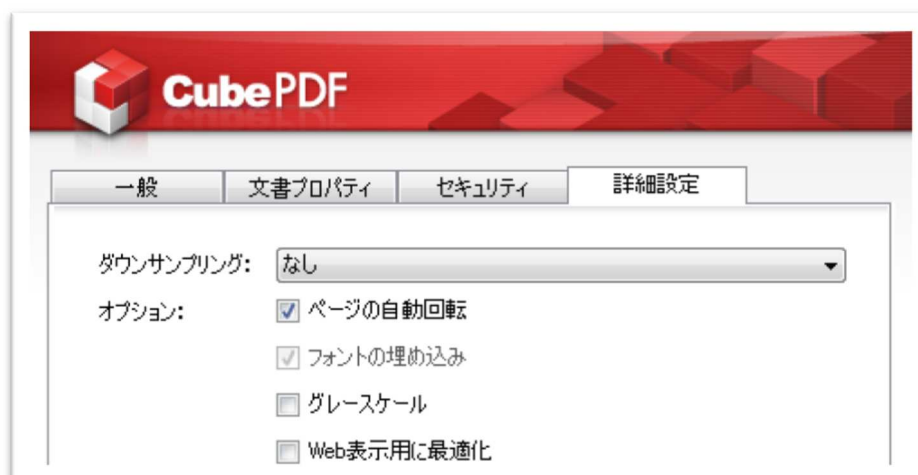 CubePDF
一般 文書プロパティ セキュリティ 詳細設定
ダウンサンプリング: なし
オプション: ページの自動回転
フォントの埋め込み
グレースケール
Web表示用に最適化